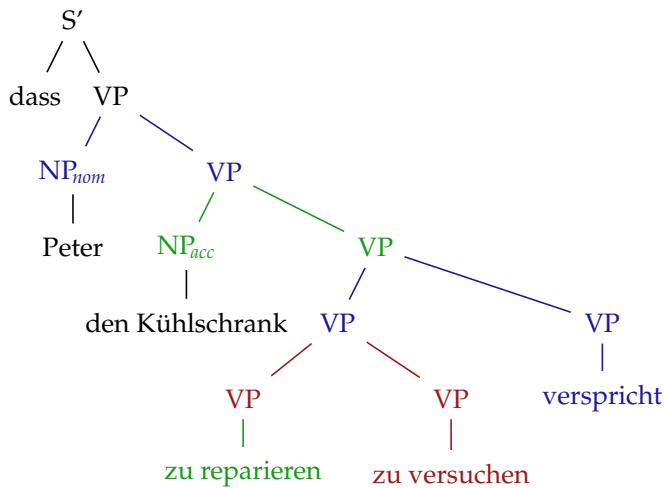 S′
dass VP
NPnom VP
Peter NPacc VP
den Kühlschrank VP VP
VP VP verspricht
zu reparieren zu versuchen